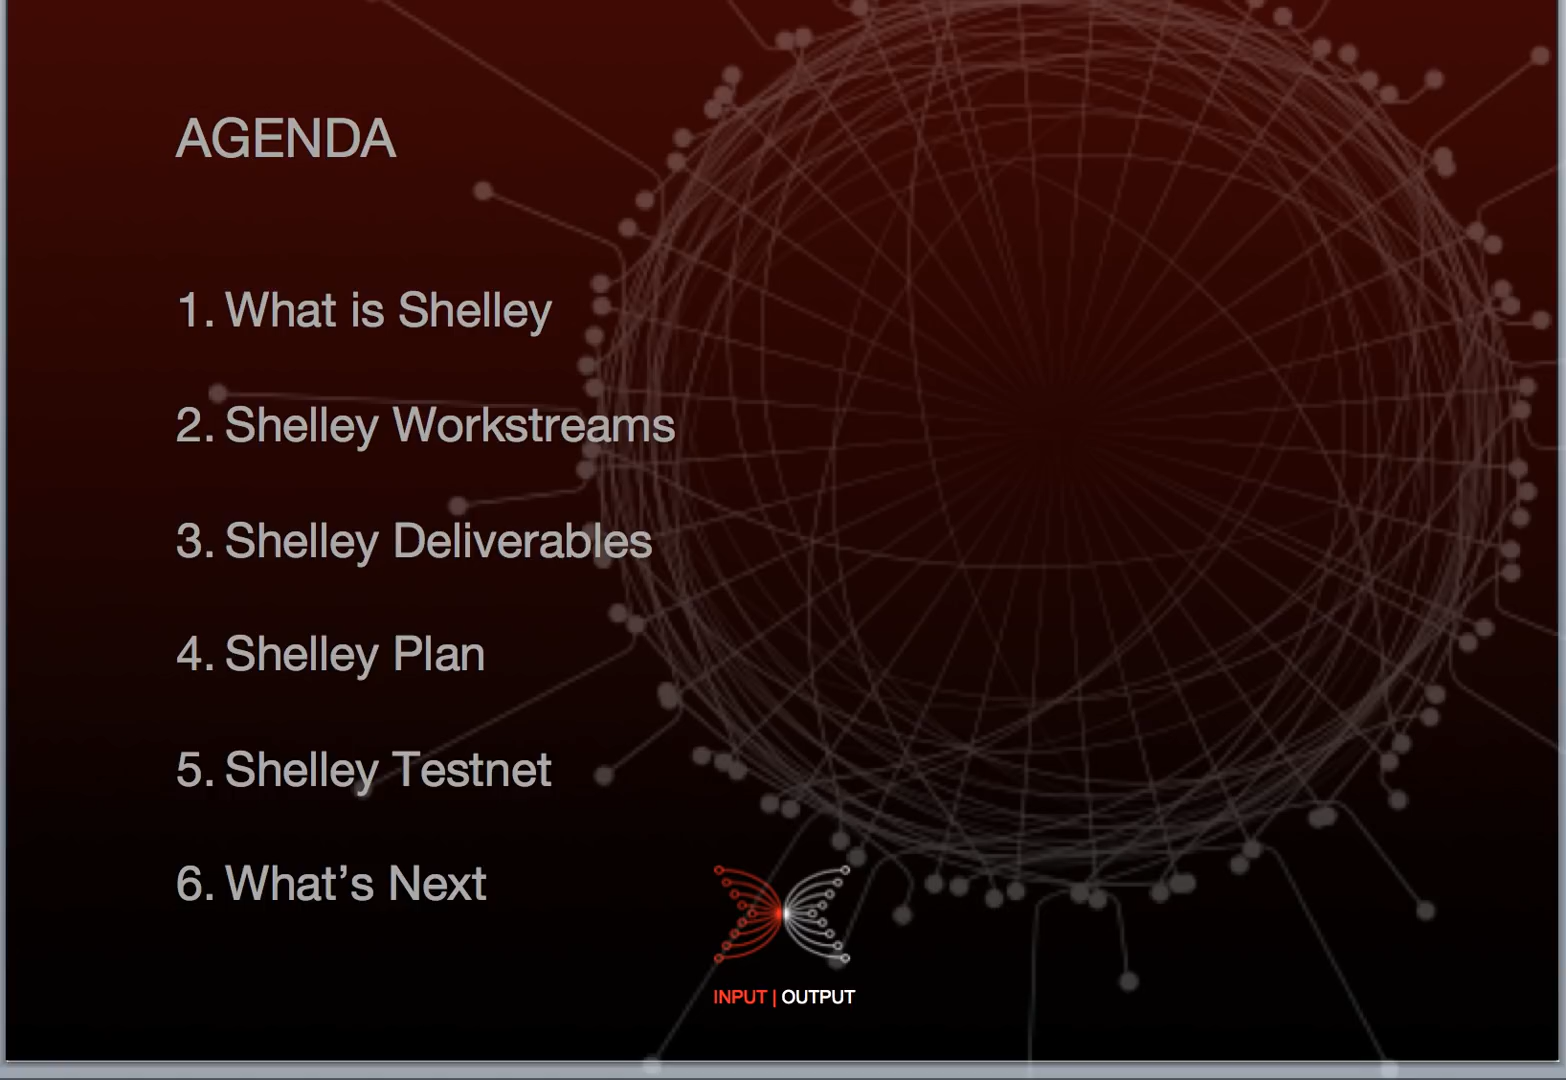 AGENDA
1. What is Shelley
2. Shelley Workstreams
3. Shelley Deliverables
4. Shelley Plan
5. Shelley Testnet
6. What’s Next
INPUT | OUTPUT